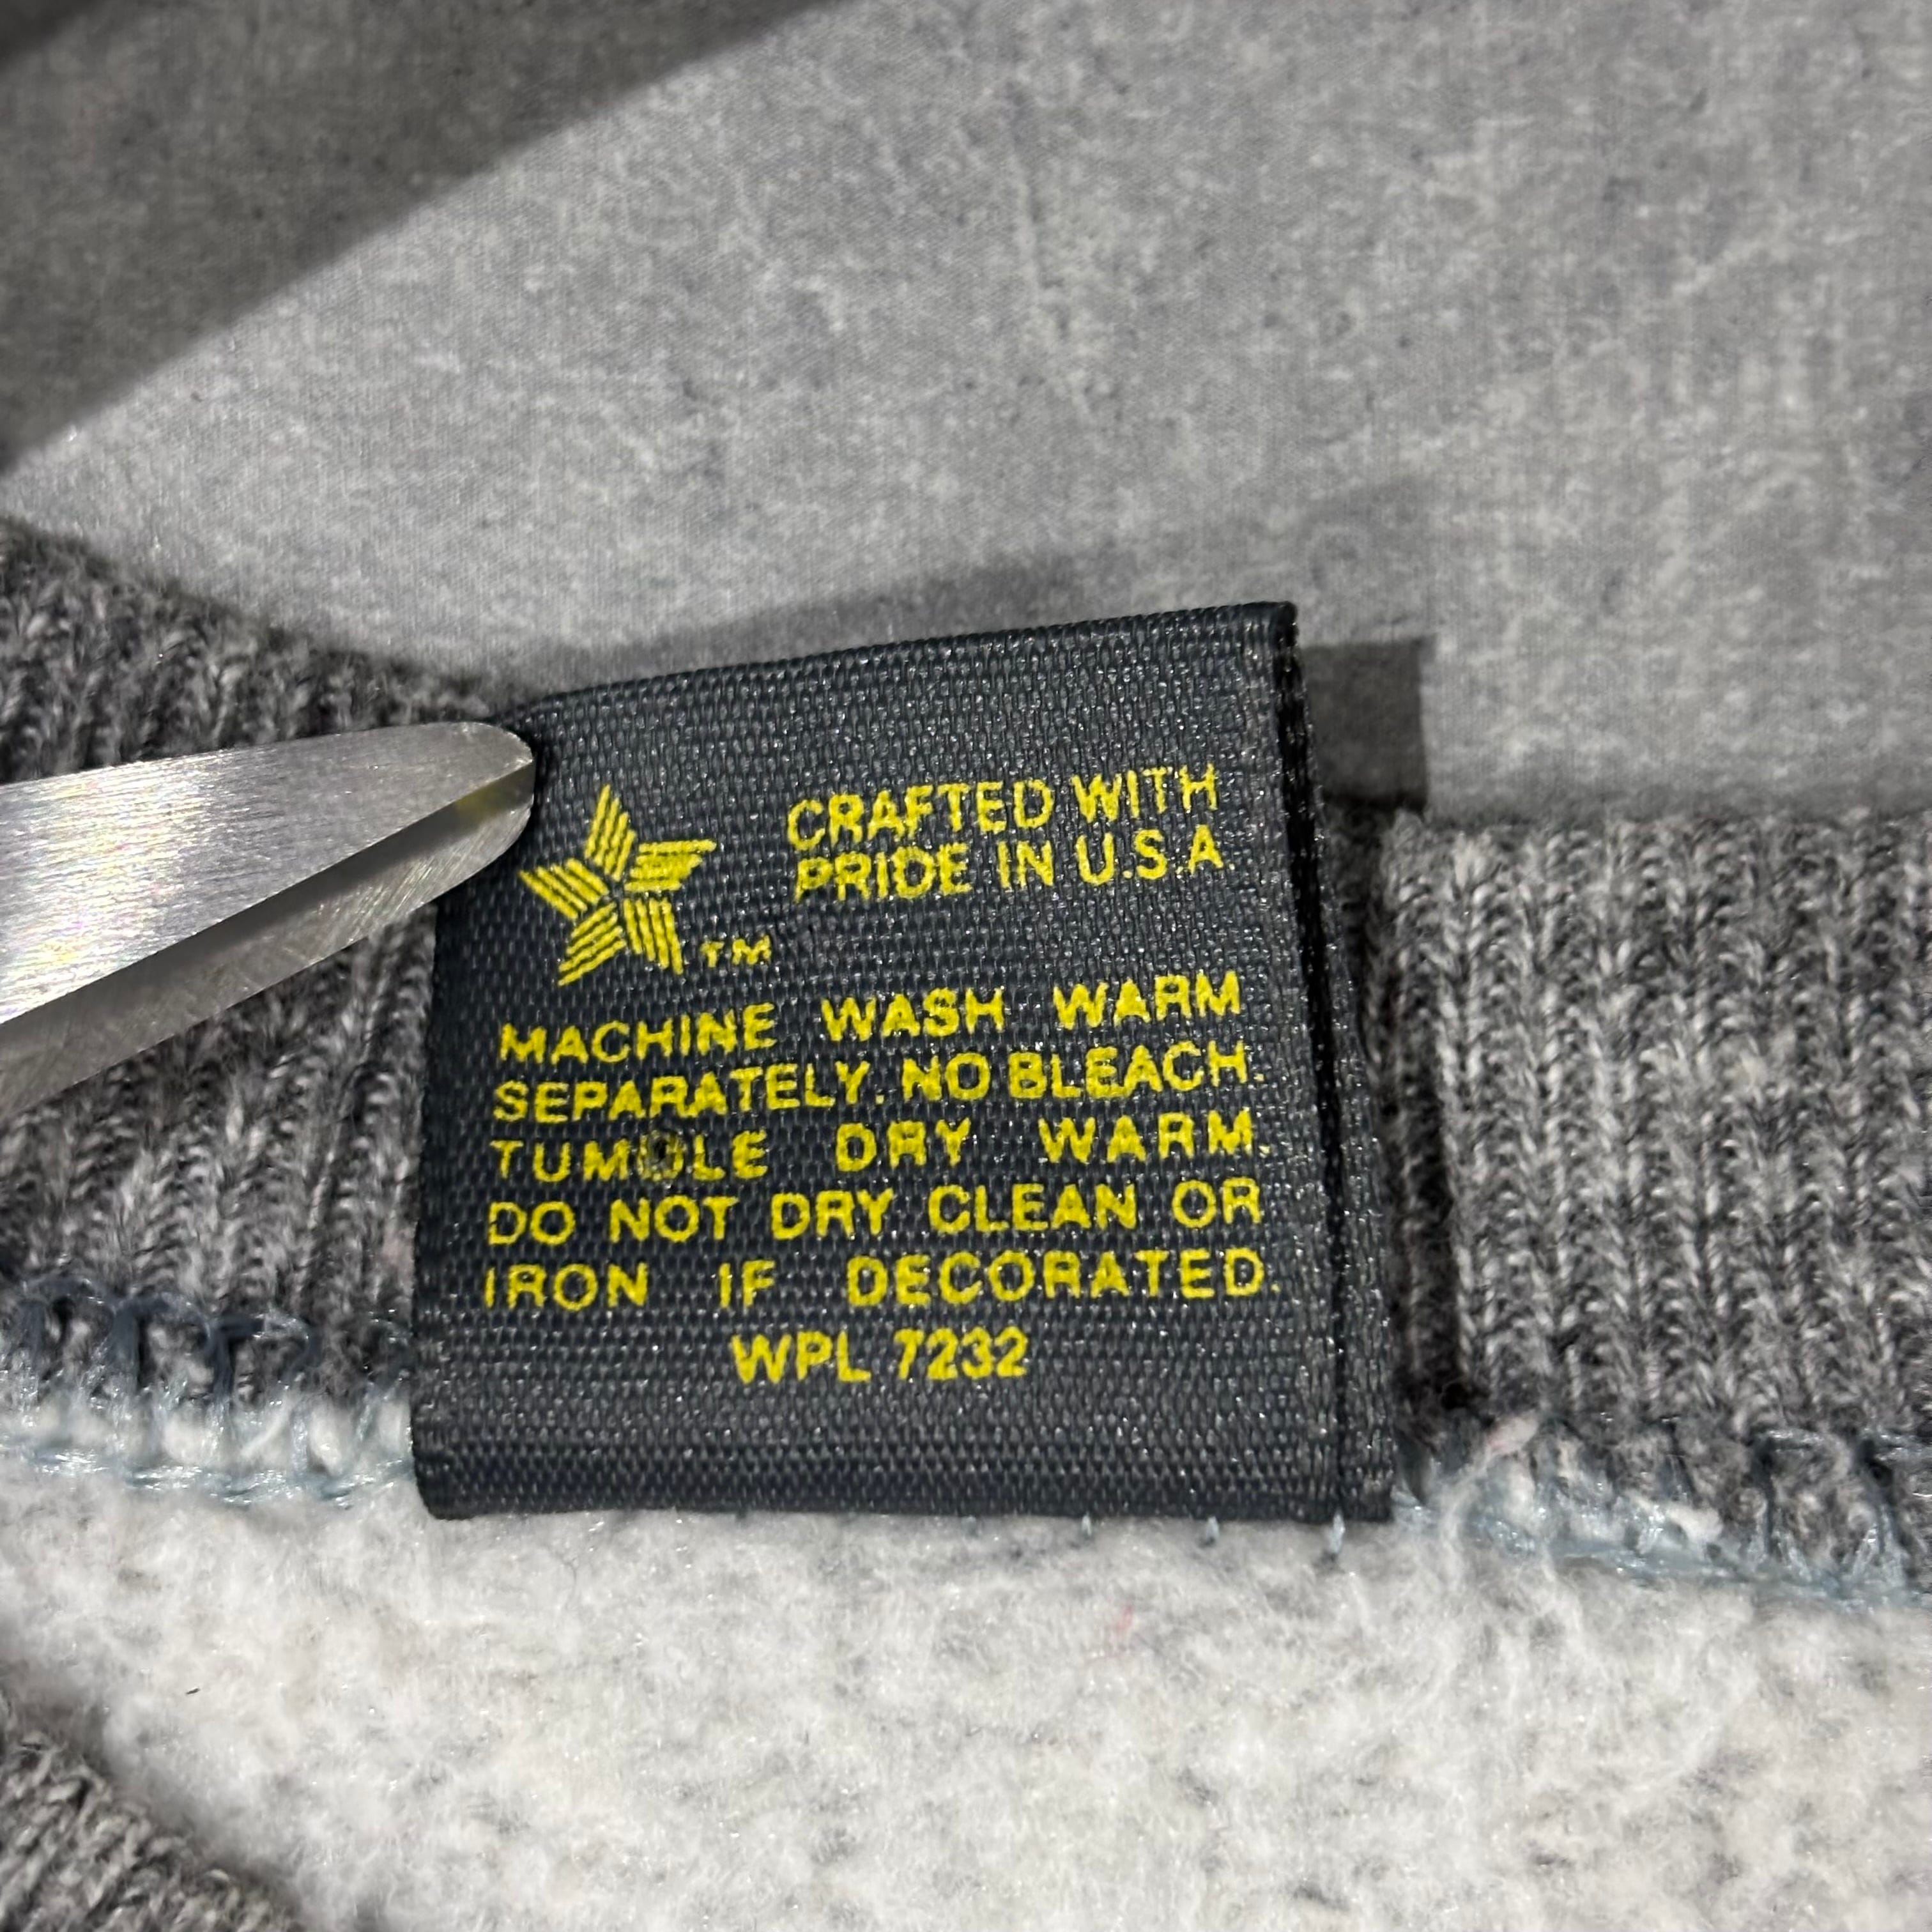 CRAFTED WITH
PRIDE IN U.S.A
TM
MACHINE WASH WARM
SEPARATELY. NO BLEACH.
TUMBLE DRY WARM.
DO NOT DRY CLEAN OR
IRON IF DECORATED.
WPL 7232